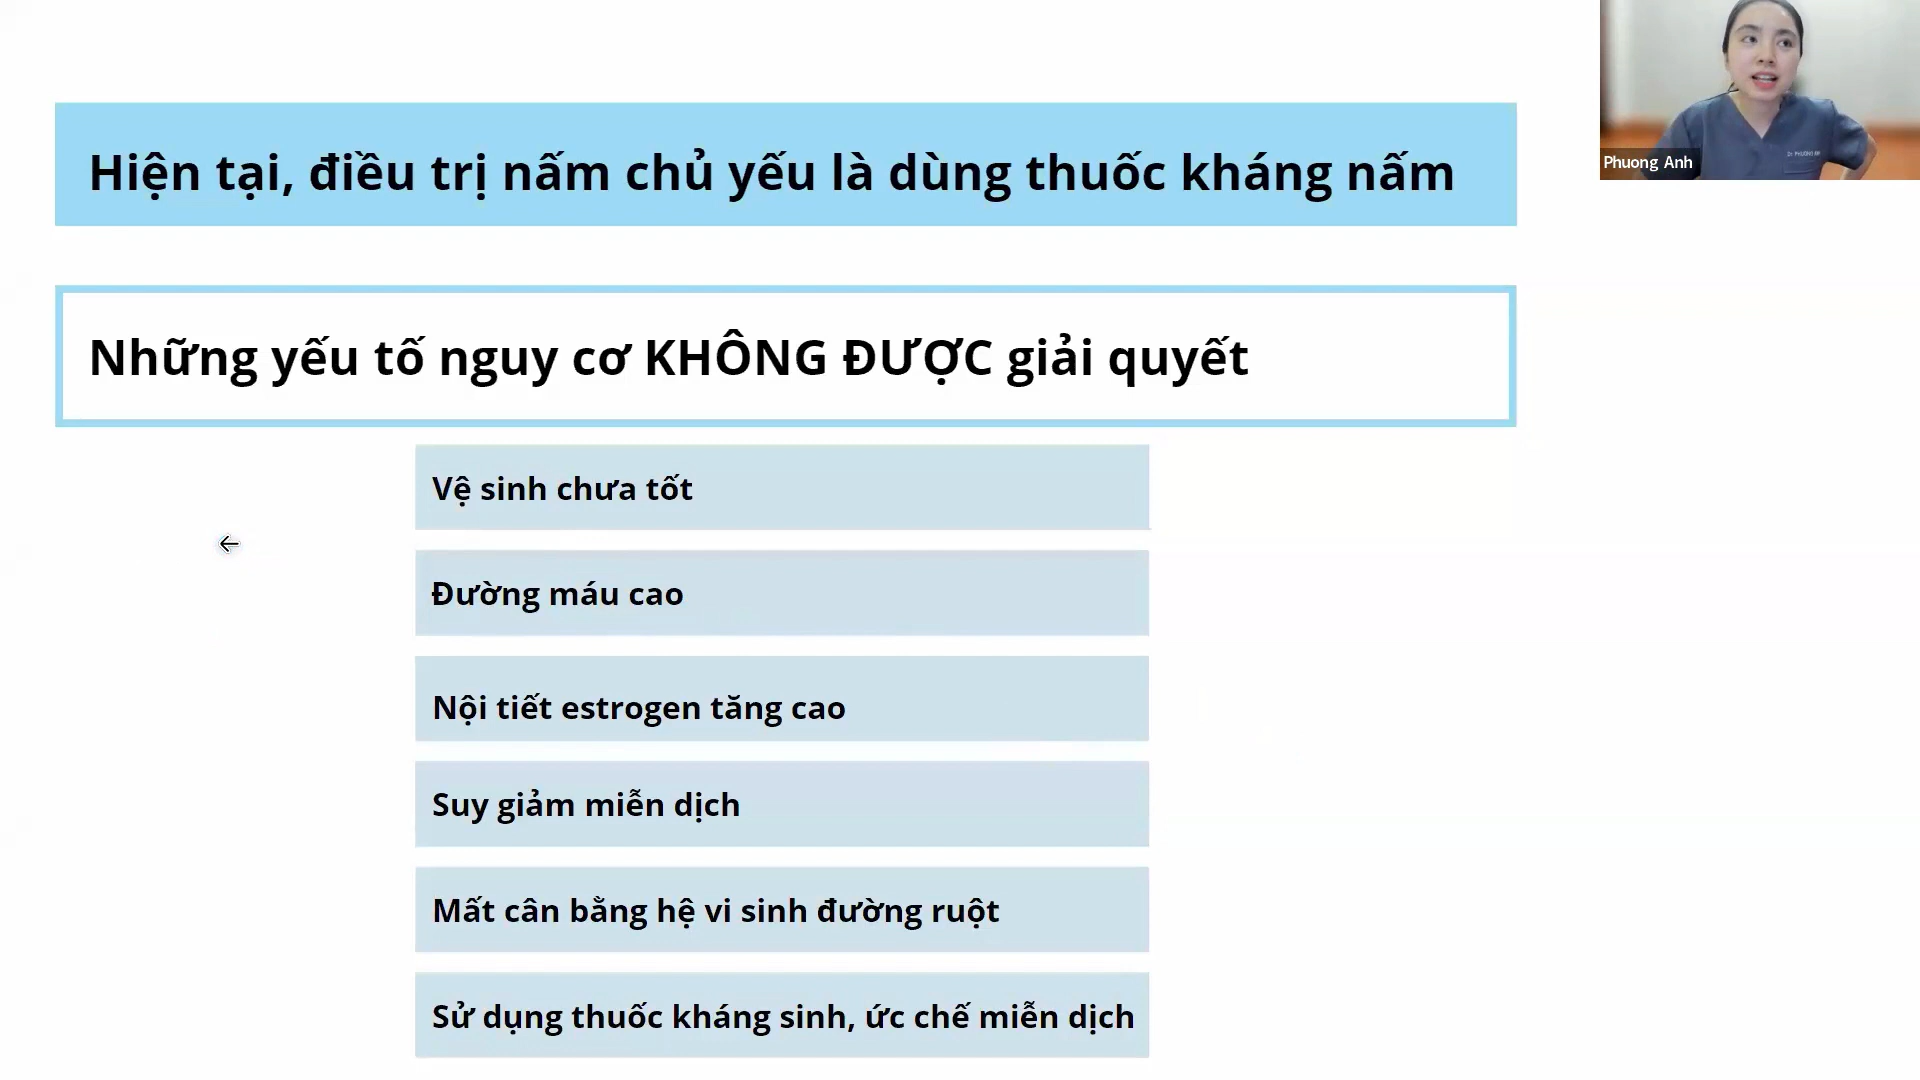 Hiện tại, điều trị nấm chủ yếu là dùng thuốc kháng nấm
Phuong Anh
Những yếu tố nguy cơ KHÔNG ĐƯỢC giải quyết
Vệ sinh chưa tốt
Đường máu cao
Nội tiết estrogen tăng cao
Suy giảm miễn dịch
Mất cân bằng hệ vi sinh đường ruột
Sử dụng thuốc kháng sinh, ức chế miễn dịch